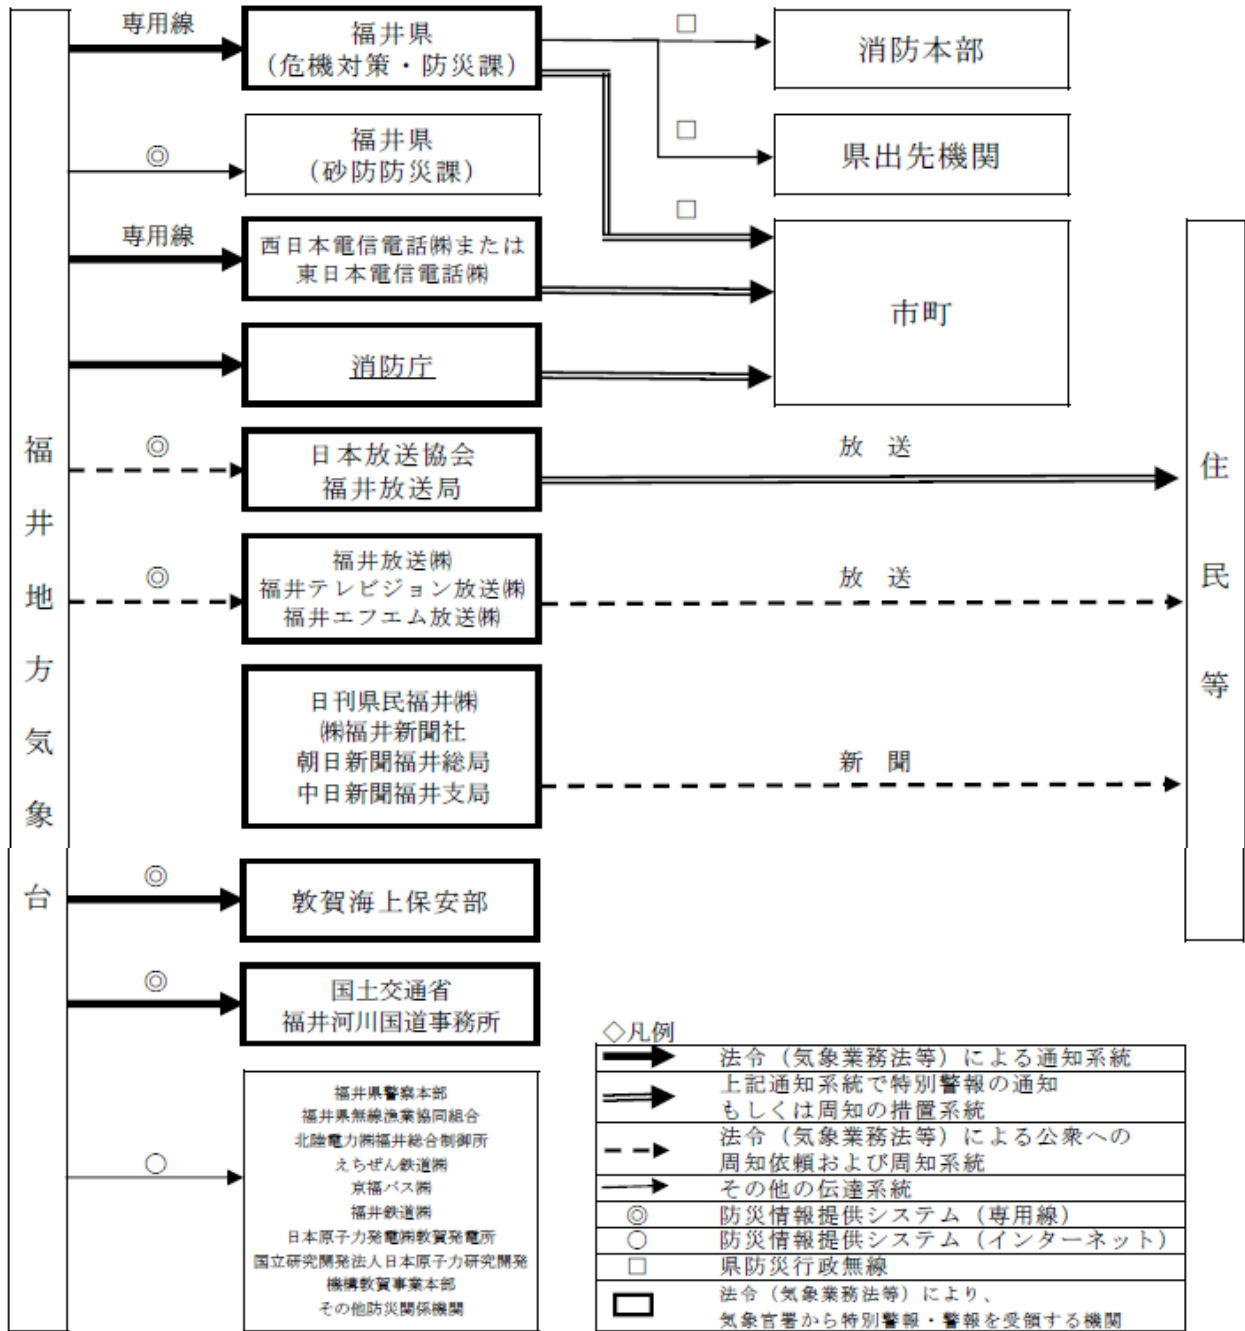 福井地方気象台
専用線
福井県
(危機対策・防災課)
□
消防本部
□
県出先機関
◎
福井県
(砂防防災課)
□
専用線
西日本電信電話㈱または
東日本電信電話㈱
市町
消防庁
◎
日本放送協会
福井放送局
放 送
住民等
◎
福井放送㈱
福井テレビジョン放送㈱
福井エフエム放送㈱
放 送
日刊県民福井㈱
㈱福井新聞社
朝日新聞福井総局
中日新聞福井支局
新 聞
◎
敦賀海上保安部
◎
国土交通省
福井河川国道事務所
○
福井県警察本部
福井県無線漁業協同組合
北陸電力㈱福井総合制御所
えちぜん鉄道㈱
京福バス㈱
福井鉄道㈱
日本原子力発電㈱敦賀発電所
国立研究開発法人日本原子力研究開発
機構敦賀事業本部
その他防災関係機関
◇凡例
法令(気象業務法等)による通知系統
上記通知系統で特別警報の通知
もしくは周知の措置系統
法令(気象業務法等)による公衆への
周知依頼および周知系統
その他の伝達系統
◎ 防災情報提供システム(専用線)
○ 防災情報提供システム(インターネット)
□ 県防災行政無線
法令(気象業務法等)により、
気象官署から特別警報・警報を受領する機関